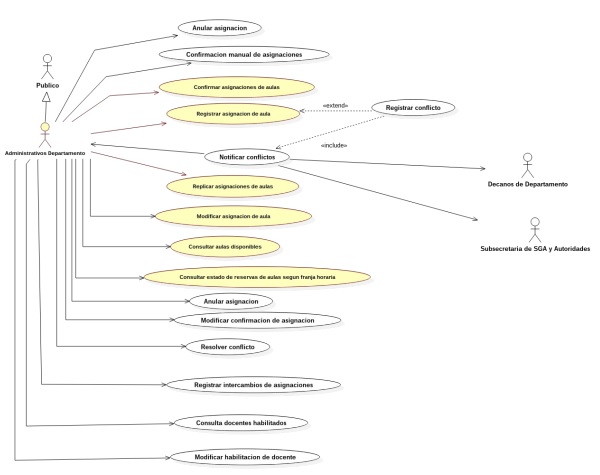 Anular asignacion
Confirmacion manual de asignaciones
Publico
Confirmar asignaciones de aulas
Registrar asignacion de aula
«extend»
Registrar conflicto
Administrativos Departamento
Notificar conflictos
«include»
Decanos de Departamento
Replicar asignaciones de aulas
Modificar asignacion de aula
Consultar aulas disponibles
Subsecretaria de SGA y Autoridades
Consultar estado de reservas de aulas segun franja horaria
Anular asignacion
Modificar confirmacion de asignacion
Resolver conflicto
Registrar intercambios de asignaciones
Consulta docentes habilitados
Modificar habilitacion de docente